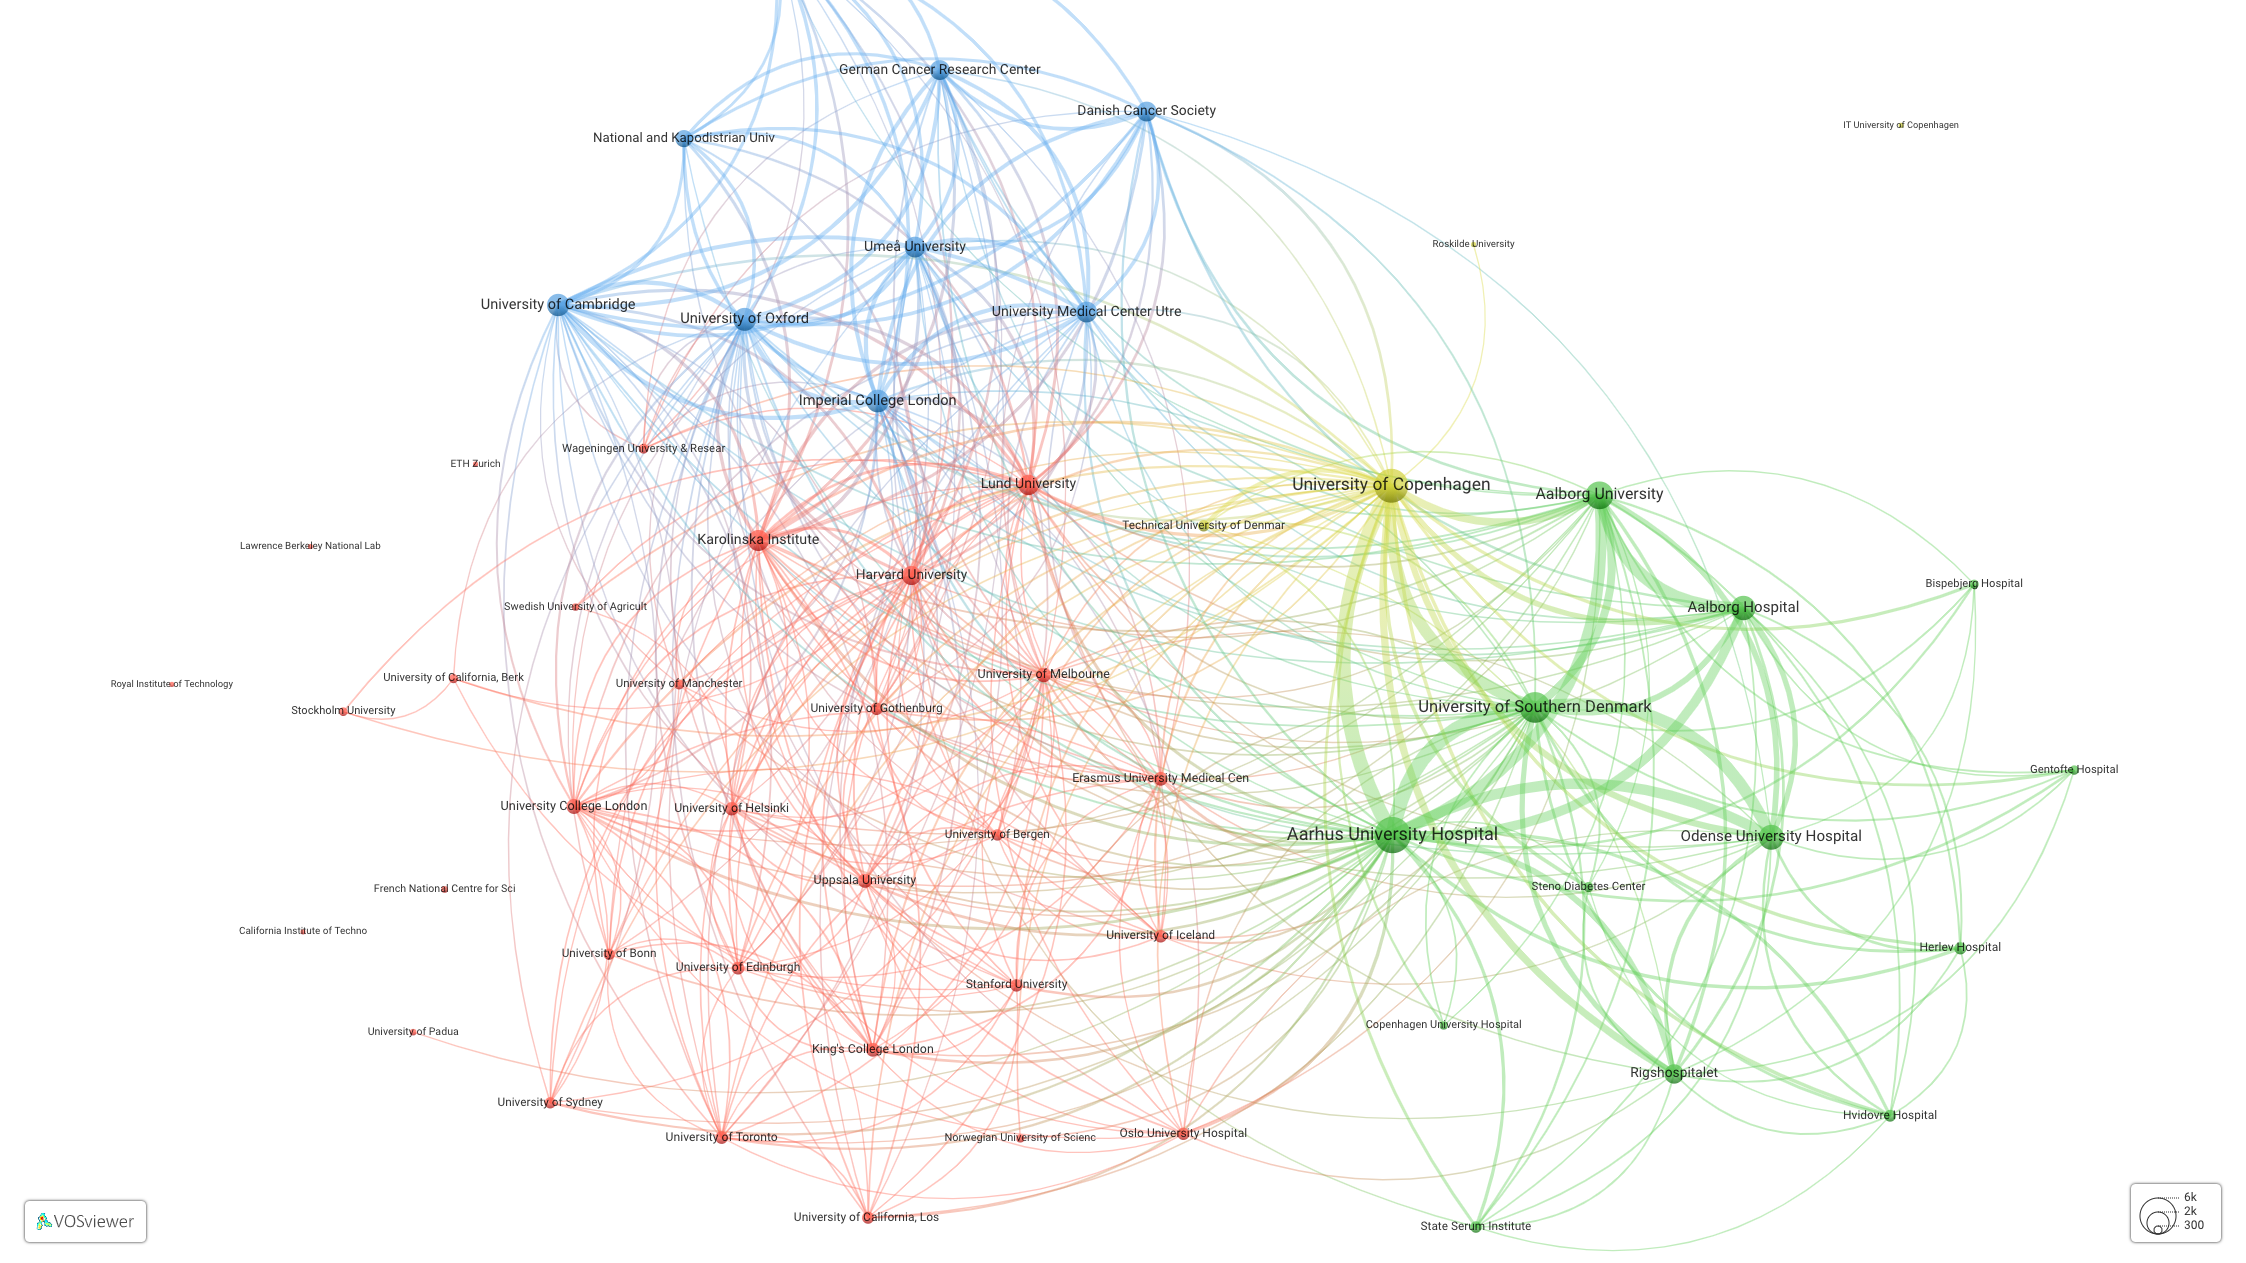 German Cancer Research Center
Danish Cancer Society
IT University of Copenhagen
National and Kapodistrian Univ
Roskilde University
Umeå University
University of Cambridge
University of Oxford
University Medical Center Utre
Imperial College London
Wagenigen University & Resear
ETH Zurich
Lund University
University of Copenhagen
Aalborg University
Technical University of Denmar
Karolinska Institute
Lawrence Berkeley National Lab
Harvard University
Bispebjerg Hospital
Swedish University of Agricult
Aalborg Hospital
University of Melbourne
University of California, Berk
University of Manchester
Royal Institute of Technology
Stockholm University
University of Gothenburg
University of Southern Denmark
Gentofte Hospital
Erasmus University Medical Cen
University College London
University of Helsinki
University of Bergen
Aarhus University Hospital
Odense University Hospital
Uppsala University
Steno Diabetes Center
French National Centre for Sci
California Institute of Techno
University of Iceland
Herlev Hospital
University of Bonn
University of Edinburgh
Stanford University
Copenhagen University Hospital
University of Padua
King's College London
Rigshospitalet
University of Sydney
Hvidovre Hospital
University of Toronto
Norwegian University of Scienc
Oslo University Hospital
University of California, Los
State Serum Institute
VOSviewer
6k
2k
300